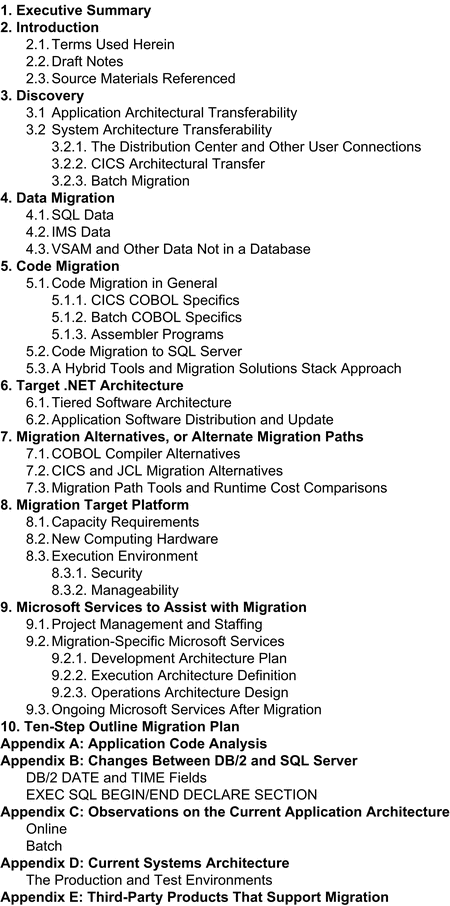 1. Executive Summary
2. Introduction
2.1. Terms Used Herein
2.2. Draft Notes
2.3. Source Materials Referenced
3. Discovery
3.1 Application Architectural Transferability
3.2 System Architecture Transferability
3.2.1. The Distribution Center and Other User Connections
3.2.2. CICS Architectural Transfer
3.2.3. Batch Migration
4. Data Migration
4.1. SQL Data
4.2. IMS Data
4.3. VSAM and Other Data Not in a Database
5. Code Migration
5.1. Code Migration in General
5.1.1. CICS COBOL Specifics
5.1.2. Batch COBOL Specifics
5.1.3. Assembler Programs
5.2. Code Migration to SQL Server
5.3. A Hybrid Tools and Migration Solutions Stack Approach
6. Target .NET Architecture
6.1. Tiered Software Architecture
6.2. Application Software Distribution and Update
7. Migration Alternatives, or Alternate Migration Paths
7.1. COBOL Compiler Alternatives
7.2. CICS and JCL Migration Alternatives
7.3. Migration Path Tools and Runtime Cost Comparisons
8. Migration Target Platform
8.1. Capacity Requirements
8.2. New Computing Hardware
8.3. Execution Environment
8.3.1. Security
8.3.2. Manageability
9. Microsoft Services to Assist with Migration
9.1. Project Management and Staffing
9.2. Migration-Specific Microsoft Services
9.2.1. Development Architecture Plan
9.2.2. Execution Architecture Definition
9.2.3. Operations Architecture Design
9.3. Ongoing Microsoft Services After Migration
10. Ten-Step Outline Migration Plan
Appendix A: Application Code Analysis
Appendix B: Changes Between DB/2 and SQL Server
DB/2 DATE and TIME Fields
EXEC SQL BEGIN/END DECLARE SECTION
Appendix C: Observations on the Current Application Architecture
Online
Batch
Appendix D: Current Systems Architecture
The Production and Test Environments
Appendix E: Third-Party Products That Support Migration